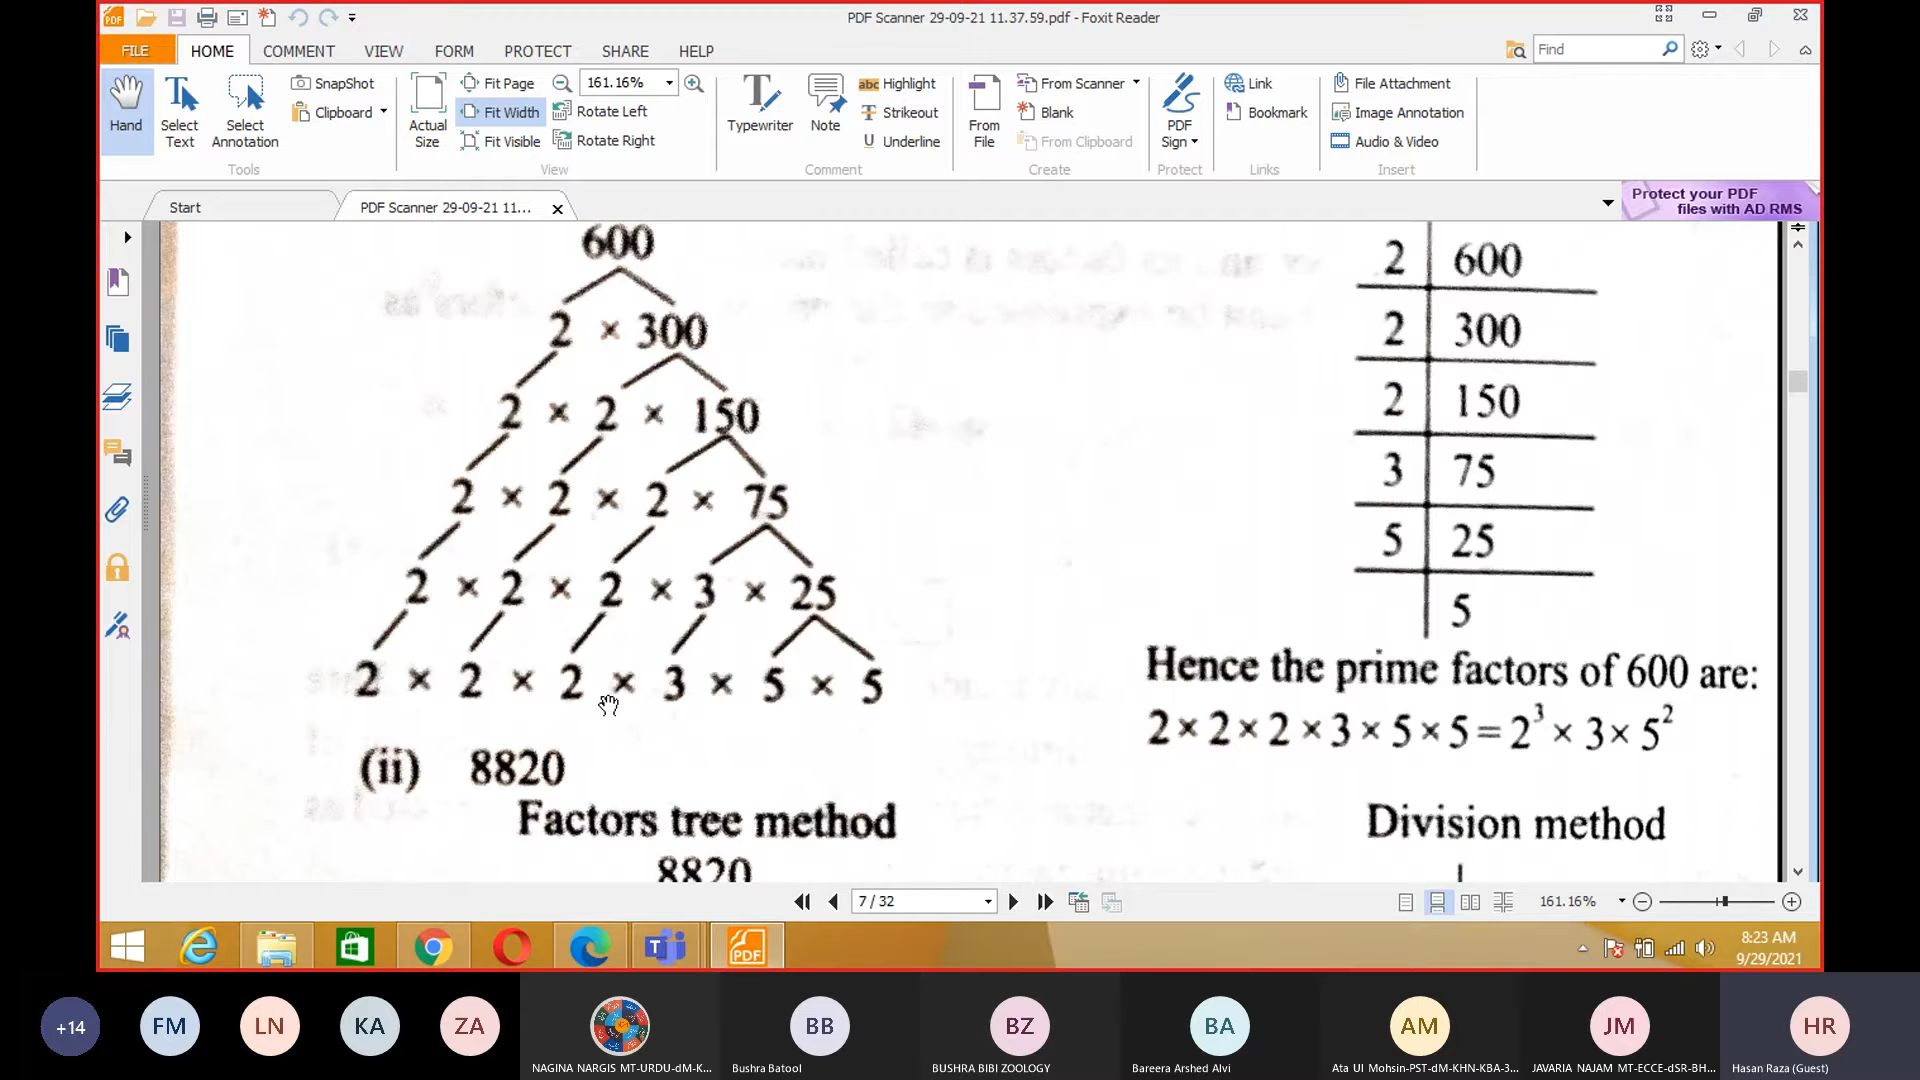 PDF Scanner 29-09-21 11.37.59.pdf - Foxit Reader
FILE HOME COMMENT VIEW FORM PROTECT SHARE HELP Find
Hand
Select Text
Select Annotation
SnapShot
Clipboard
Tools
Actual Size
Fit Page
Fit Width
Fit Visible
161.16%
Rotate Left
Rotate Right
View
Typewriter
Note
Highlight
Strikeout
Underline
Comment
From File
From Scanner
Blank
From Clipboard
Create
PDF Sign
Protect
Link
Bookmark
Links
File Attachment
Image Annotation
Audio & Video
Insert
Start
PDF Scanner 29-09-21 11...
Protect your PDF
files with AD RMS
600
2 × 300
2 × 2 × 150
2 × 2 × 2 × 75
2 × 2 × 2 × 3 × 25
2 × 2 × 2 × 3 × 5 × 5
2 600
2 300
2 150
3 75
5 25
5
Hence the prime factors of 600 are:
2 × 2 × 2 × 3 × 5 × 5 = 2³ × 3 × 5²
(ii) 8820
Factors tree method
8820
Division method
7 / 32
161.16%
8:23 AM
9/29/2021
+14 FM LN KA ZA BB BZ BA AM JM HR
NAGINA NARGIS MT-URDU-dM-K...
Bushra Batool
BUSHRA BIBI ZOOLOGY
Bareera Arshed Alvi
Ata Ul Mohsin-PST-dM-KHN-KBA-3...
JAVARIA NAJAM MT-ECCE-dSR-BH...
Hasan Raza (Guest)